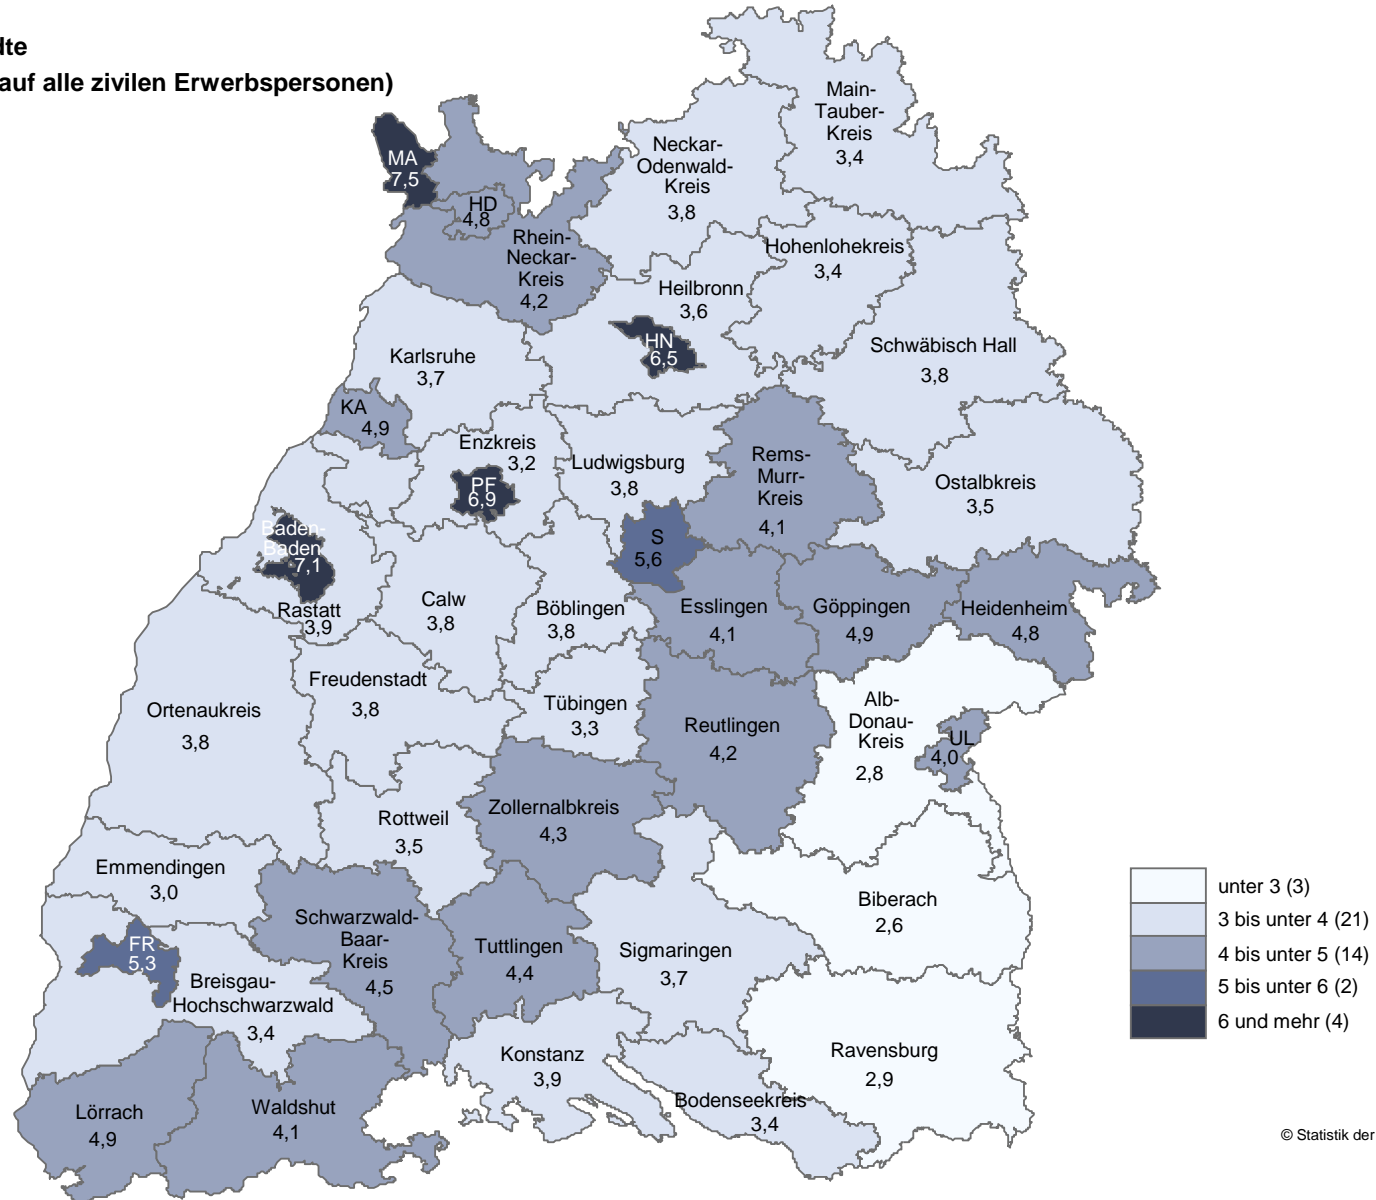 dte
auf alle zivilen Erwerbspersonen)
Main-
Tauber-
Kreis
3,4
Neckar-
Odenwald-
Kreis
3,8
MA
7,5
HD
4,8
Rhein-
Neckar-
Kreis
4,2
Hohenlohekreis
3,4
Heilbronn
3,6
HN
6,5
Schwäbisch Hall
3,8
Karlsruhe
3,7
KA
4,9
Enzkreis
3,2
PF
6,9
Ludwigsburg
3,8
Rems-
Murr-
Kreis
4,1
Ostalbkreis
3,5
Baden-
Baden
7,1
S
5,6
Rastatt
3,9
Calw
3,8
Böblingen
3,8
Esslingen
4,1
Göppingen
4,9
Heidenheim
4,8
Freudenstadt
3,8
Tübingen
3,3
Ortenaukreis
3,8
Reutlingen
4,2
Alb-
Donau-
Kreis
2,8
UL
4,0
Rottweil
3,5
Zollernalbkreis
4,3
Emmendingen
3,0
Biberach
2,6
Schwarzwald-
Baar-
Kreis
4,5
Tuttlingen
4,4
Sigmaringen
3,7
FR
5,3
Breisgau-
Hochschwarzwald
3,4
Konstanz
3,9
Ravensburg
2,9
Bodenseekreis
3,4
Lörrach
4,9
Waldshut
4,1
unter 3 (3)
3 bis unter 4 (21)
4 bis unter 5 (14)
5 bis unter 6 (2)
6 und mehr (4)
© Statistik der